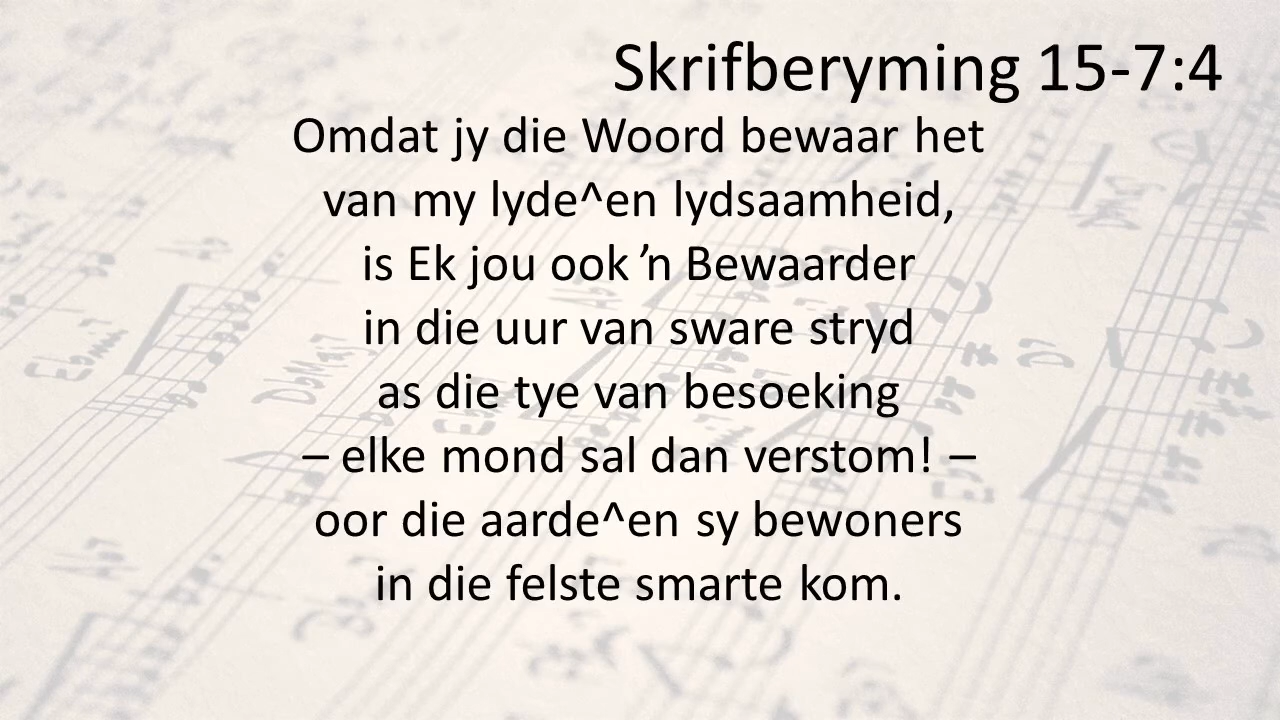 Skrifberyming 15-7:4
Omdat jy die Woord bewaar het
van my lyde^en lydsaamheid,
is Ek jou ook ’n Bewaarder
in die uur van sware stryd
as die tye van besoeking
– elke mond sal dan verstom! –
oor die aarde^en sy bewoners
in die felste smarte kom.